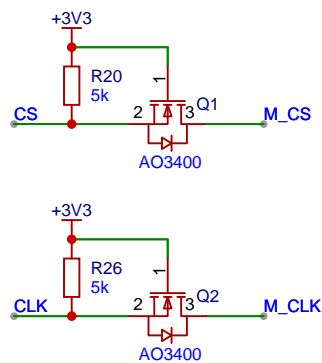 +3V3
R20
5k
1
Q1
CS
2
3
M_CS
AO3400
+3V3
R26
5k
1
Q2
CLK
2
3
M_CLK
AO3400